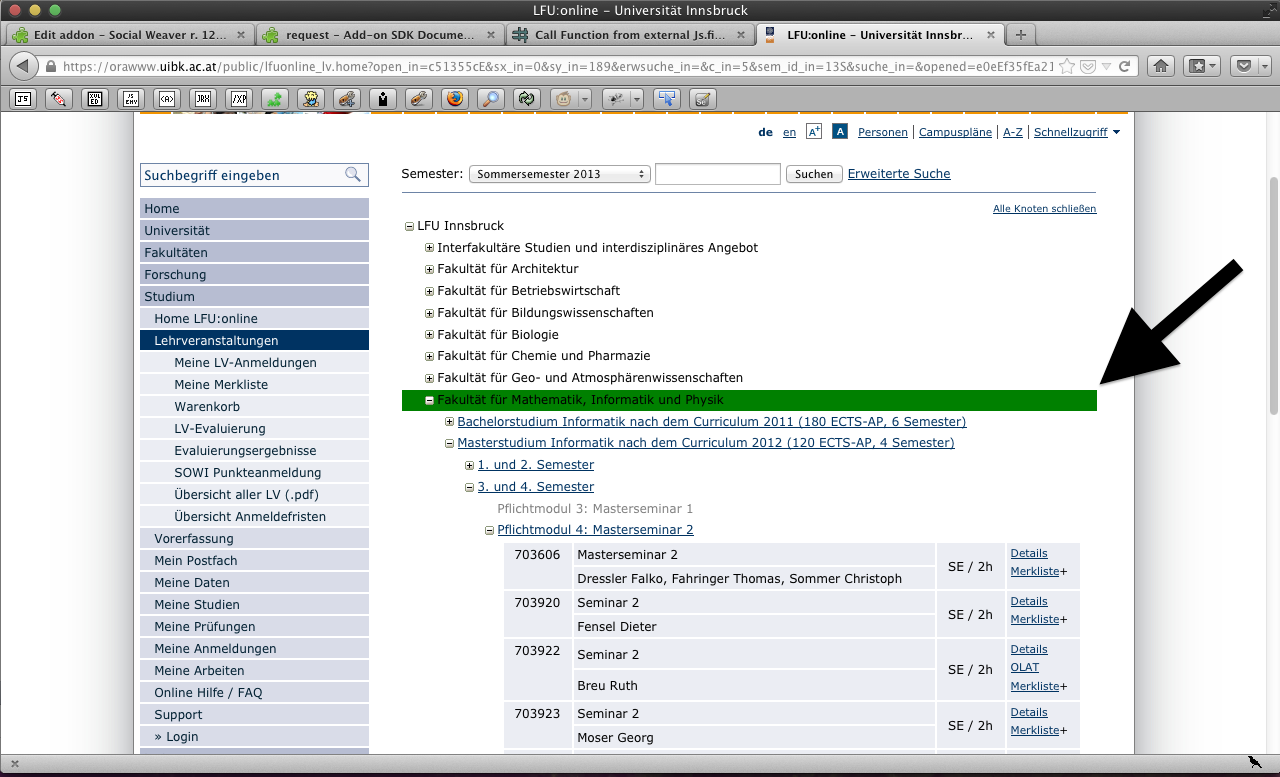 LFU:online – Universität Innsbruck
Edit addon – Social Weaver r. 12...
request – Add-on SDK Docume...
Call Function from external Js.fi...
LFU:online – Universität Innsbr...
https://orawww.uibk.ac.at/public/lfuonline_lv.home?open_in=c51355cE&sx_in=0&sy_in=189&erwsuche_in=&c_in=5&sem_id_in=13S&suche_in=&opened=e0eEf35fEa21
JS
XUL ED
JS ENV
<A>
JRX
/XP
de en A+ A Personen | Campuspläne | A-Z | Schnellzugriff
Suchbegriff eingeben
Home
Universität
Fakultäten
Forschung
Studium
Home LFU:online
Lehrveranstaltungen
Meine LV-Anmeldungen
Meine Merkliste
Warenkorb
LV-Evaluierung
Evaluierungsergebnisse
SOWI Punkteanmeldung
Übersicht aller LV (.pdf)
Übersicht Anmeldefristen
Vorerfassung
Mein Postfach
Meine Daten
Meine Studien
Meine Prüfungen
Meine Anmeldungen
Meine Arbeiten
Online Hilfe / FAQ
Support
» Login
Semester: Sommersemester 2013 Suchen Erweiterte Suche
Alle Knoten schließen
LFU Innsbruck
Interfakultäre Studien und interdisziplinäres Angebot
Fakultät für Architektur
Fakultät für Betriebswirtschaft
Fakultät für Bildungswissenschaften
Fakultät für Biologie
Fakultät für Chemie und Pharmazie
Fakultät für Geo- und Atmosphärenwissenschaften
Fakultät für Mathematik, Informatik und Physik
Bachelorstudium Informatik nach dem Curriculum 2011 (180 ECTS-AP, 6 Semester)
Masterstudium Informatik nach dem Curriculum 2012 (120 ECTS-AP, 4 Semester)
1. und 2. Semester
3. und 4. Semester
Pflichtmodul 3: Masterseminar 1
Pflichtmodul 4: Masterseminar 2
703606 Masterseminar 2 SE / 2h Details
Dressler Falko, Fahringer Thomas, Sommer Christoph Merkliste+
703920 Seminar 2 SE / 2h Details
Fensel Dieter Merkliste+
703922 Seminar 2 SE / 2h Details
OLAT
Breu Ruth Merkliste+
703923 Seminar 2 SE / 2h Details
Moser Georg Merkliste+